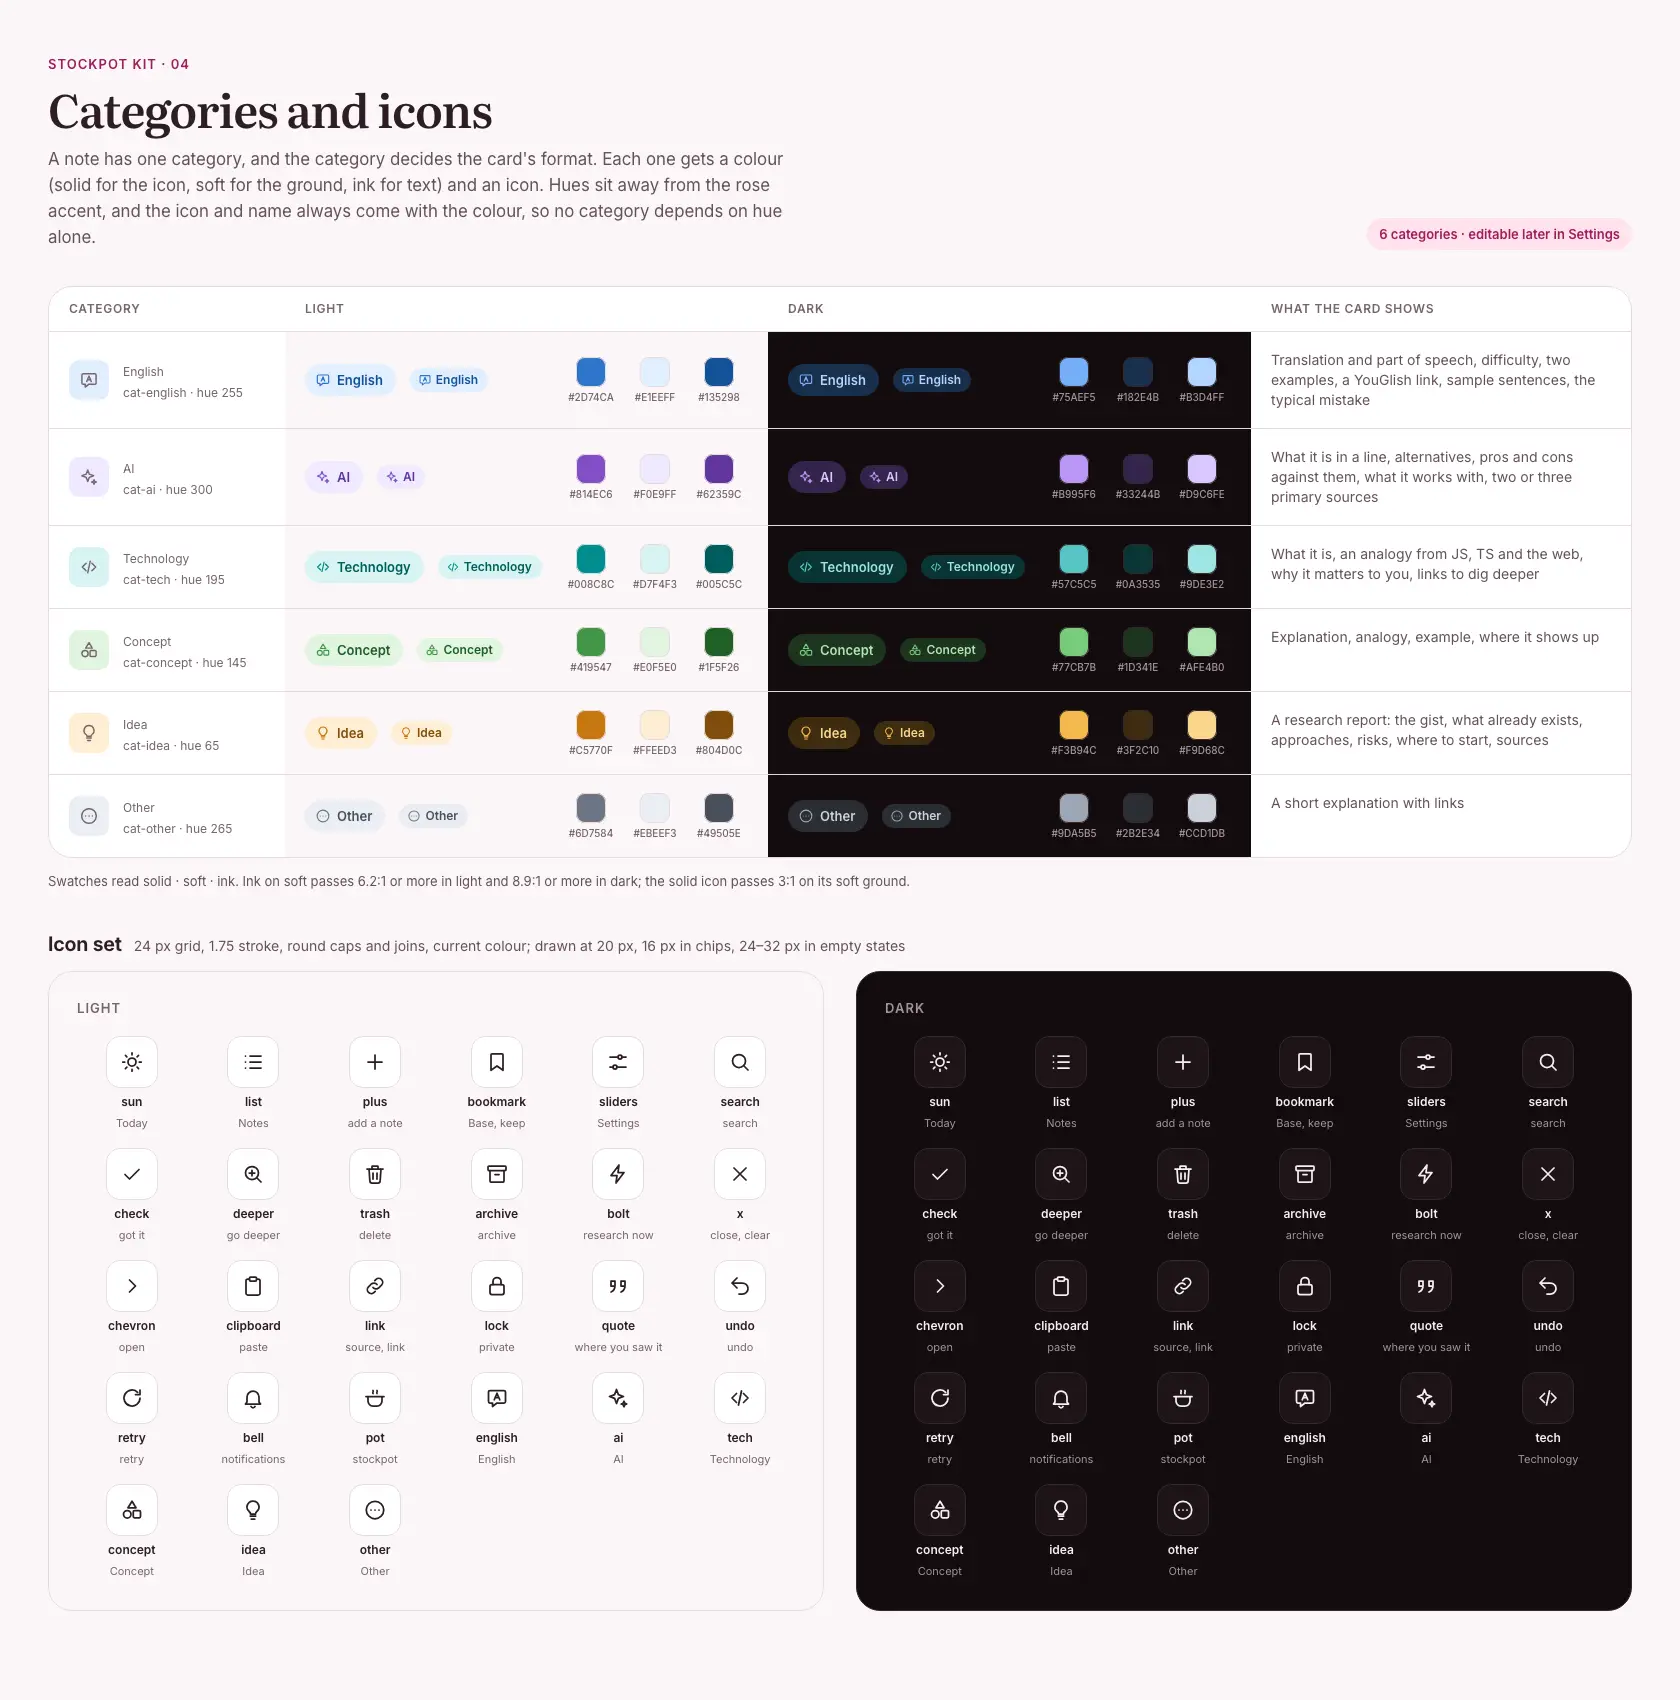 STOCKPOT KIT · 04
Categories and icons
A note has one category, and the category decides the card's format. Each one gets a colour
(solid for the icon, soft for the ground, ink for text) and an icon. Hues sit away from the rose
accent, and the icon and name always come with the colour, so no category depends on hue
alone.
6 categories · editable later in Settings
CATEGORY LIGHT DARK WHAT THE CARD SHOWS
English
cat-english · hue 255
English English
#2D74CA #E1EEFF #135298
English English
#75AEF5 #182E4B #B3D4FF
Translation and part of speech, difficulty, two
examples, a YouGlish link, sample sentences, the
typical mistake
AI
cat-ai · hue 300
AI AI
#814EC6 #F0E9FF #62359C
AI AI
#B995F6 #33244B #D9C6FE
What it is in a line, alternatives, pros and cons
against them, what it works with, two or three
primary sources
Technology
cat-tech · hue 195
Technology Technology
#008C8C #D7F4F3 #005C5C
Technology Technology
#57C5C5 #0A3535 #9DE3E2
What it is, an analogy from JS, TS and the web,
why it matters to you, links to dig deeper
Concept
cat-concept · hue 145
Concept Concept
#419547 #E0F5E0 #1F5F26
Concept Concept
#77CB7B #1D341E #AFE4B0
Explanation, analogy, example, where it shows up
Idea
cat-idea · hue 65
Idea Idea
#C5770F #FFEED3 #804D0C
Idea Idea
#F3B94C #3F2C10 #F9D68C
A research report: the gist, what already exists,
approaches, risks, where to start, sources
Other
cat-other · hue 265
Other Other
#6D7584 #EBEEF3 #49505E
Other Other
#9DA5B5 #2B2E34 #CCD1DB
A short explanation with links
Swatches read solid · soft · ink. Ink on soft passes 6.2:1 or more in light and 8.9:1 or more in dark; the solid icon passes 3:1 on its soft ground.
Icon set 24 px grid, 1.75 stroke, round caps and joins, current colour; drawn at 20 px, 16 px in chips, 24–32 px in empty states
LIGHT
sun list plus bookmark sliders search
Today Notes add a note Base, keep Settings search
check deeper trash archive bolt x
got it go deeper delete archive research now close, clear
chevron clipboard link lock quote undo
open paste source, link private where you saw it undo
retry bell pot english ai tech
retry notifications stockpot English AI Technology
concept idea other
Concept Idea Other
DARK
sun list plus bookmark sliders search
Today Notes add a note Base, keep Settings search
check deeper trash archive bolt x
got it go deeper delete archive research now close, clear
chevron clipboard link lock quote undo
open paste source, link private where you saw it undo
retry bell pot english ai tech
retry notifications stockpot English AI Technology
concept idea other
Concept Idea Other